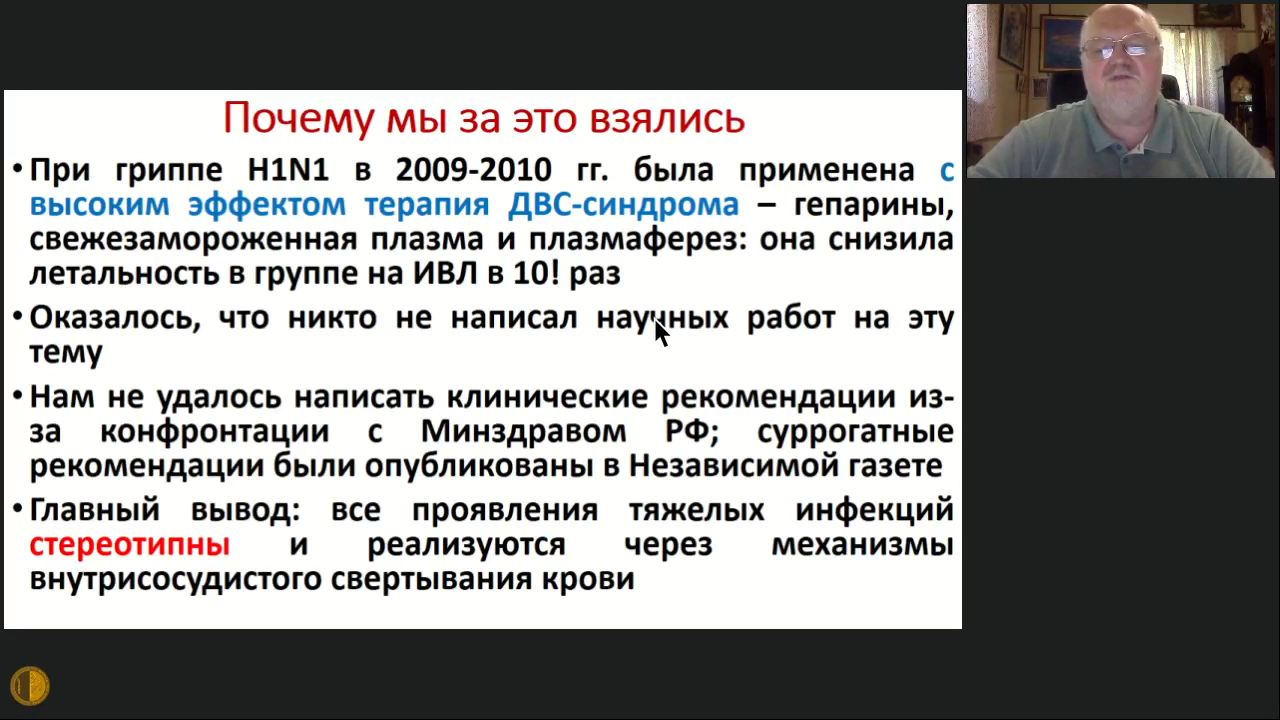 Почему мы за это взялись
• При гриппе H1N1 в 2009-2010 гг. была применена с
высоким эффектом терапия ДВС-синдрома – гепарины,
свежезамороженная плазма и плазмаферез: она снизила
летальность в группе на ИВЛ в 10! раз
• Оказалось, что никто не написал научных работ на эту
тему
• Нам не удалось написать клинические рекомендации из-
за конфронтации с Минздравом РФ; суррогатные
рекомендации были опубликованы в Независимой газете
• Главный вывод: все проявления тяжелых инфекций
стереотипны и реализуются через механизмы
внутрисосудистого свертывания крови